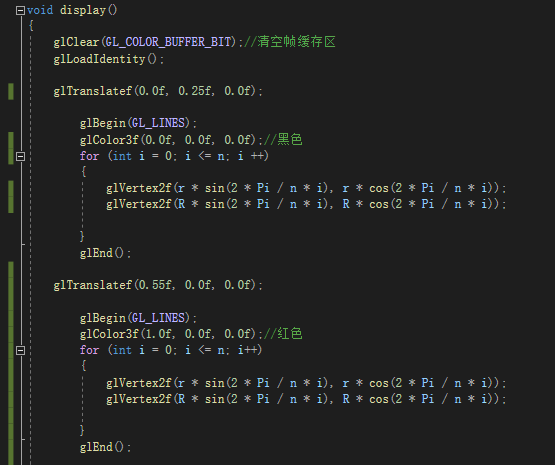 void display()
{
glClear(GL_COLOR_BUFFER_BIT);//清空帧缓存区
glLoadIdentity();
glTranslatef(0.0f, 0.25f, 0.0f);
glBegin(GL_LINES);
glColor3f(0.0f, 0.0f, 0.0f);//黑色
for (int i = 0; i <= n; i ++)
{
glVertex2f(r * sin(2 * Pi / n * i), r * cos(2 * Pi / n * i));
glVertex2f(R * sin(2 * Pi / n * i), R * cos(2 * Pi / n * i));
}
glEnd();
glTranslatef(0.55f, 0.0f, 0.0f);
glBegin(GL_LINES);
glColor3f(1.0f, 0.0f, 0.0f);//红色
for (int i = 0; i <= n; i++)
{
glVertex2f(r * sin(2 * Pi / n * i), r * cos(2 * Pi / n * i));
glVertex2f(R * sin(2 * Pi / n * i), R * cos(2 * Pi / n * i));
}
glEnd();